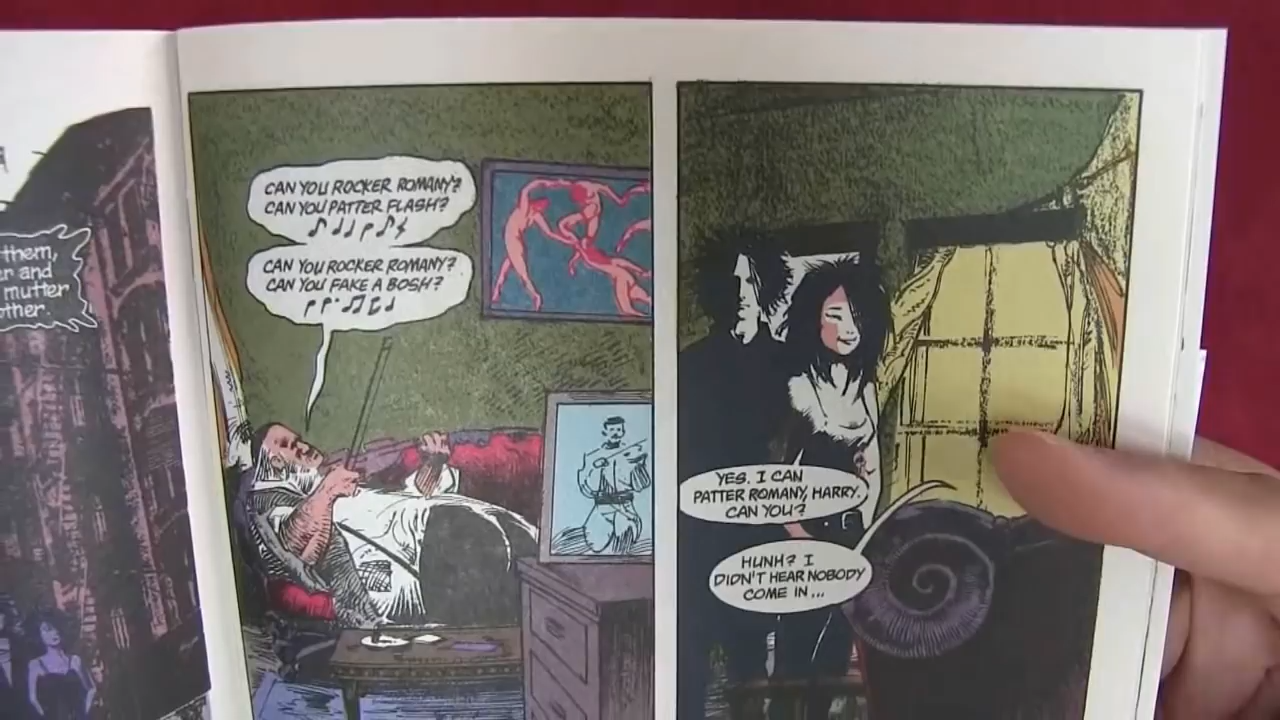 them,
er and
mutter
other.
CAN YOU ROCKER ROMANY?
CAN YOU PATTER FLASH?
CAN YOU ROCKER ROMANY?
CAN YOU FAKE A BOSH?
YES. I CAN
PATTER ROMANY, HARRY.
CAN YOU?
HUNH? I
DIDN'T HEAR NOBODY
COME IN...